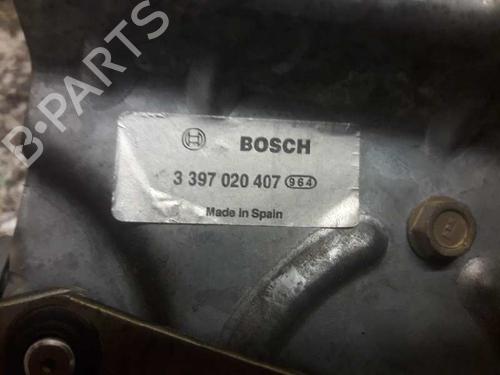 BOSCH
3 397 020 407 964
Made in Spain
B-PARTS